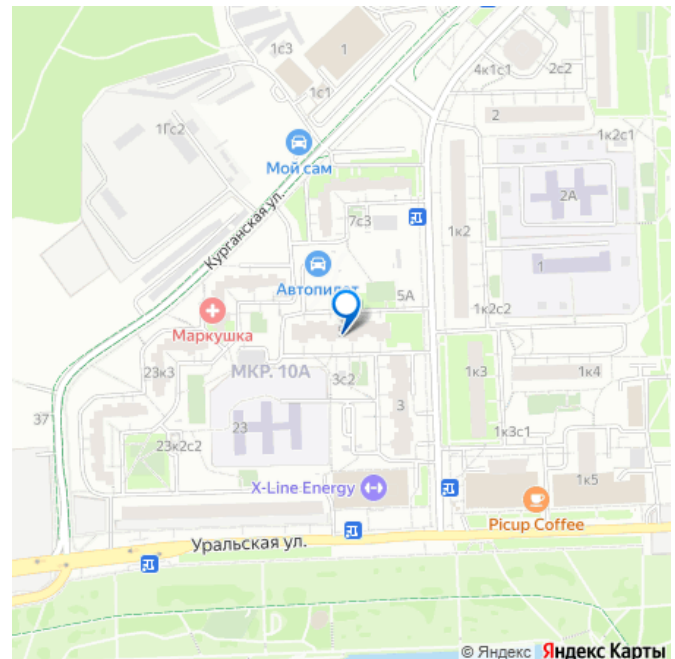 1с3
1
4к1с1
2с2
1с1
2
1Гс2
1к2с1
Мой сам
2А
Курганская ул.
7с3
1к2
1
Автопилот
5А
1к2с2
Маркушка
23к3
МКР. 10А
3с2
1к3
1к4
3
37
23
1к3с1
23к2с2
1к5
X-Line Energy
Picup Coffee
Уральская ул.
© Яндекс Яндекс Карты